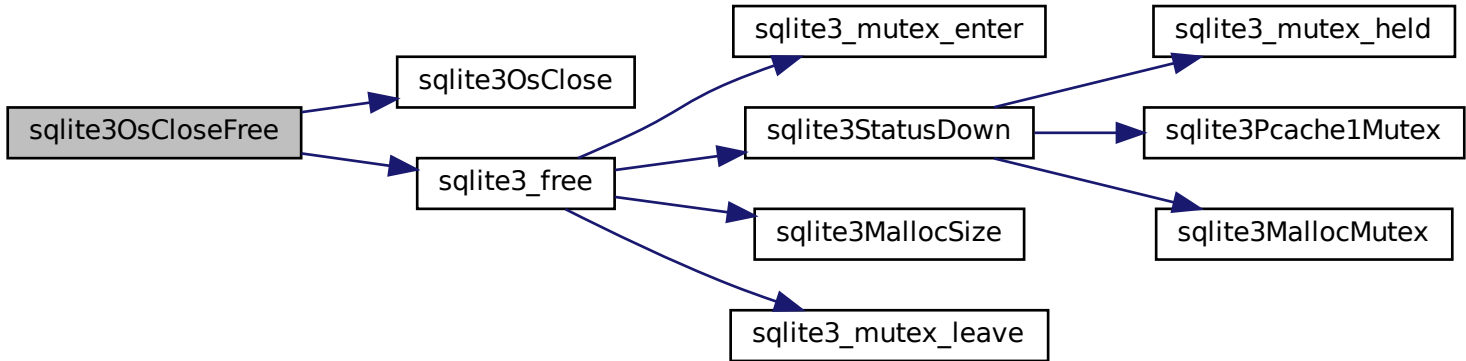 sqlite3OsCloseFree
sqlite3OsClose
sqlite3_free
sqlite3_mutex_enter
sqlite3StatusDown
sqlite3MallocSize
sqlite3_mutex_leave
sqlite3_mutex_held
sqlite3Pcache1Mutex
sqlite3MallocMutex